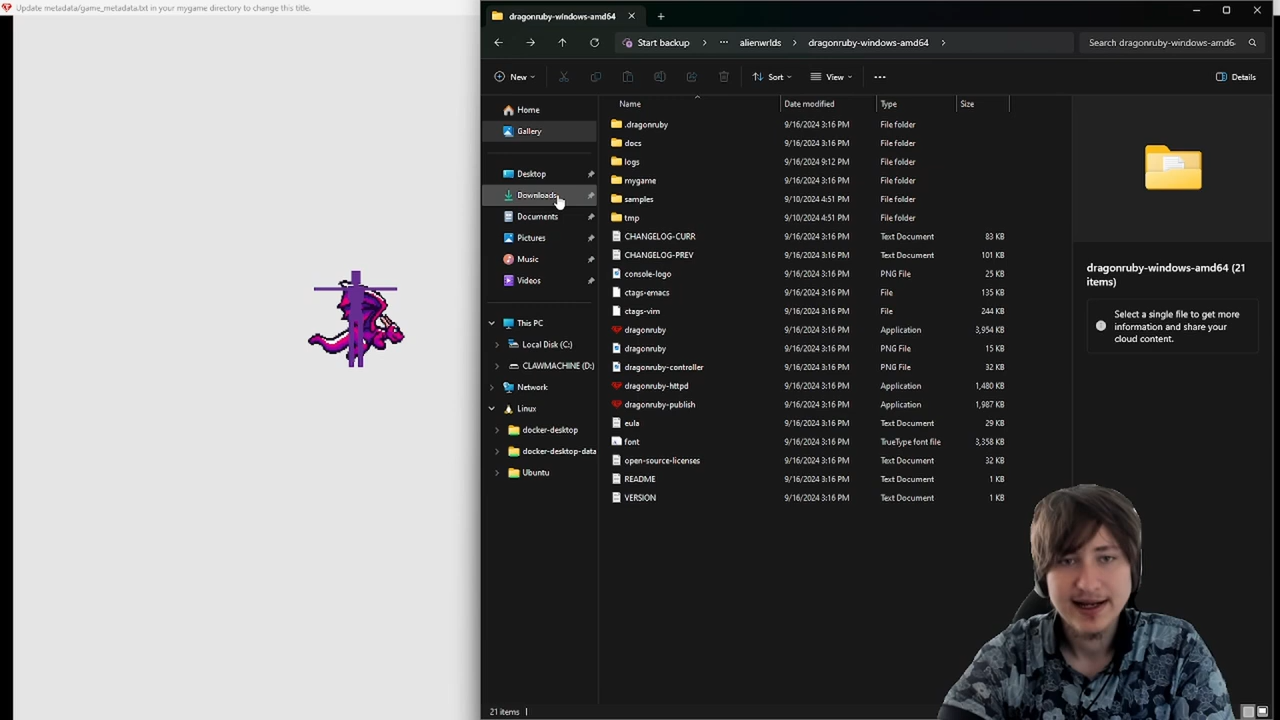 Update metadata/game_metadata.txt in your mygame directory to change this title.
dragonruby-windows-amd64
Start backup
alienwrlds
dragonruby-windows-amd64
Search dragonruby-windows-amd6
New
Sort
View
Details
Home
Gallery
Desktop
Downloads
Documents
Pictures
Music
Videos
This PC
Local Disk (C:)
CLAWMACHINE (D:)
Network
Linux
docker-desktop
docker-desktop-data
Ubuntu
Name Date modified Type Size
.dragonruby 9/16/2024 3:16 PM File folder
docs 9/16/2024 3:16 PM File folder
logs 9/16/2024 9:12 PM File folder
mygame 9/16/2024 3:16 PM File folder
samples 9/10/2024 4:51 PM File folder
tmp 9/10/2024 4:51 PM File folder
CHANGELOG-CURR 9/16/2024 3:16 PM Text Document 83 KB
CHANGELOG-PREV 9/16/2024 3:16 PM Text Document 101 KB
console-logo 9/16/2024 3:16 PM PNG File 25 KB
ctags-emacs 9/16/2024 3:16 PM File 135 KB
ctags-vim 9/16/2024 3:16 PM File 244 KB
dragonruby 9/16/2024 3:16 PM Application 3,954 KB
dragonruby 9/16/2024 3:16 PM PNG File 15 KB
dragonruby-controller 9/16/2024 3:16 PM PNG File 32 KB
dragonruby-httpd 9/16/2024 3:16 PM Application 1,480 KB
dragonruby-publish 9/16/2024 3:16 PM Application 1,987 KB
eula 9/16/2024 3:16 PM Text Document 29 KB
font 9/16/2024 3:16 PM TrueType font file 3,358 KB
open-source-licenses 9/16/2024 3:16 PM Text Document 32 KB
README 9/16/2024 3:16 PM Text Document 1 KB
VERSION 9/16/2024 3:16 PM Text Document 1 KB
dragonruby-windows-amd64 (21
items)
Select a single file to get more
information and share your
cloud content.
21 items